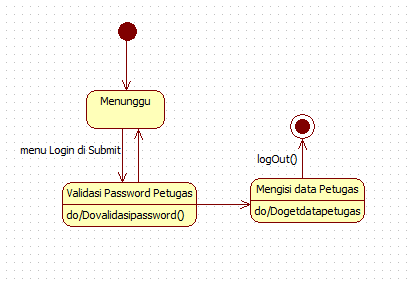 Menunggu
menu Login di Submit
logOut()
Validasi Password Petugas
do/Dovalidasipassword()
Mengisi data Petugas
do/Dogetdatapetugas